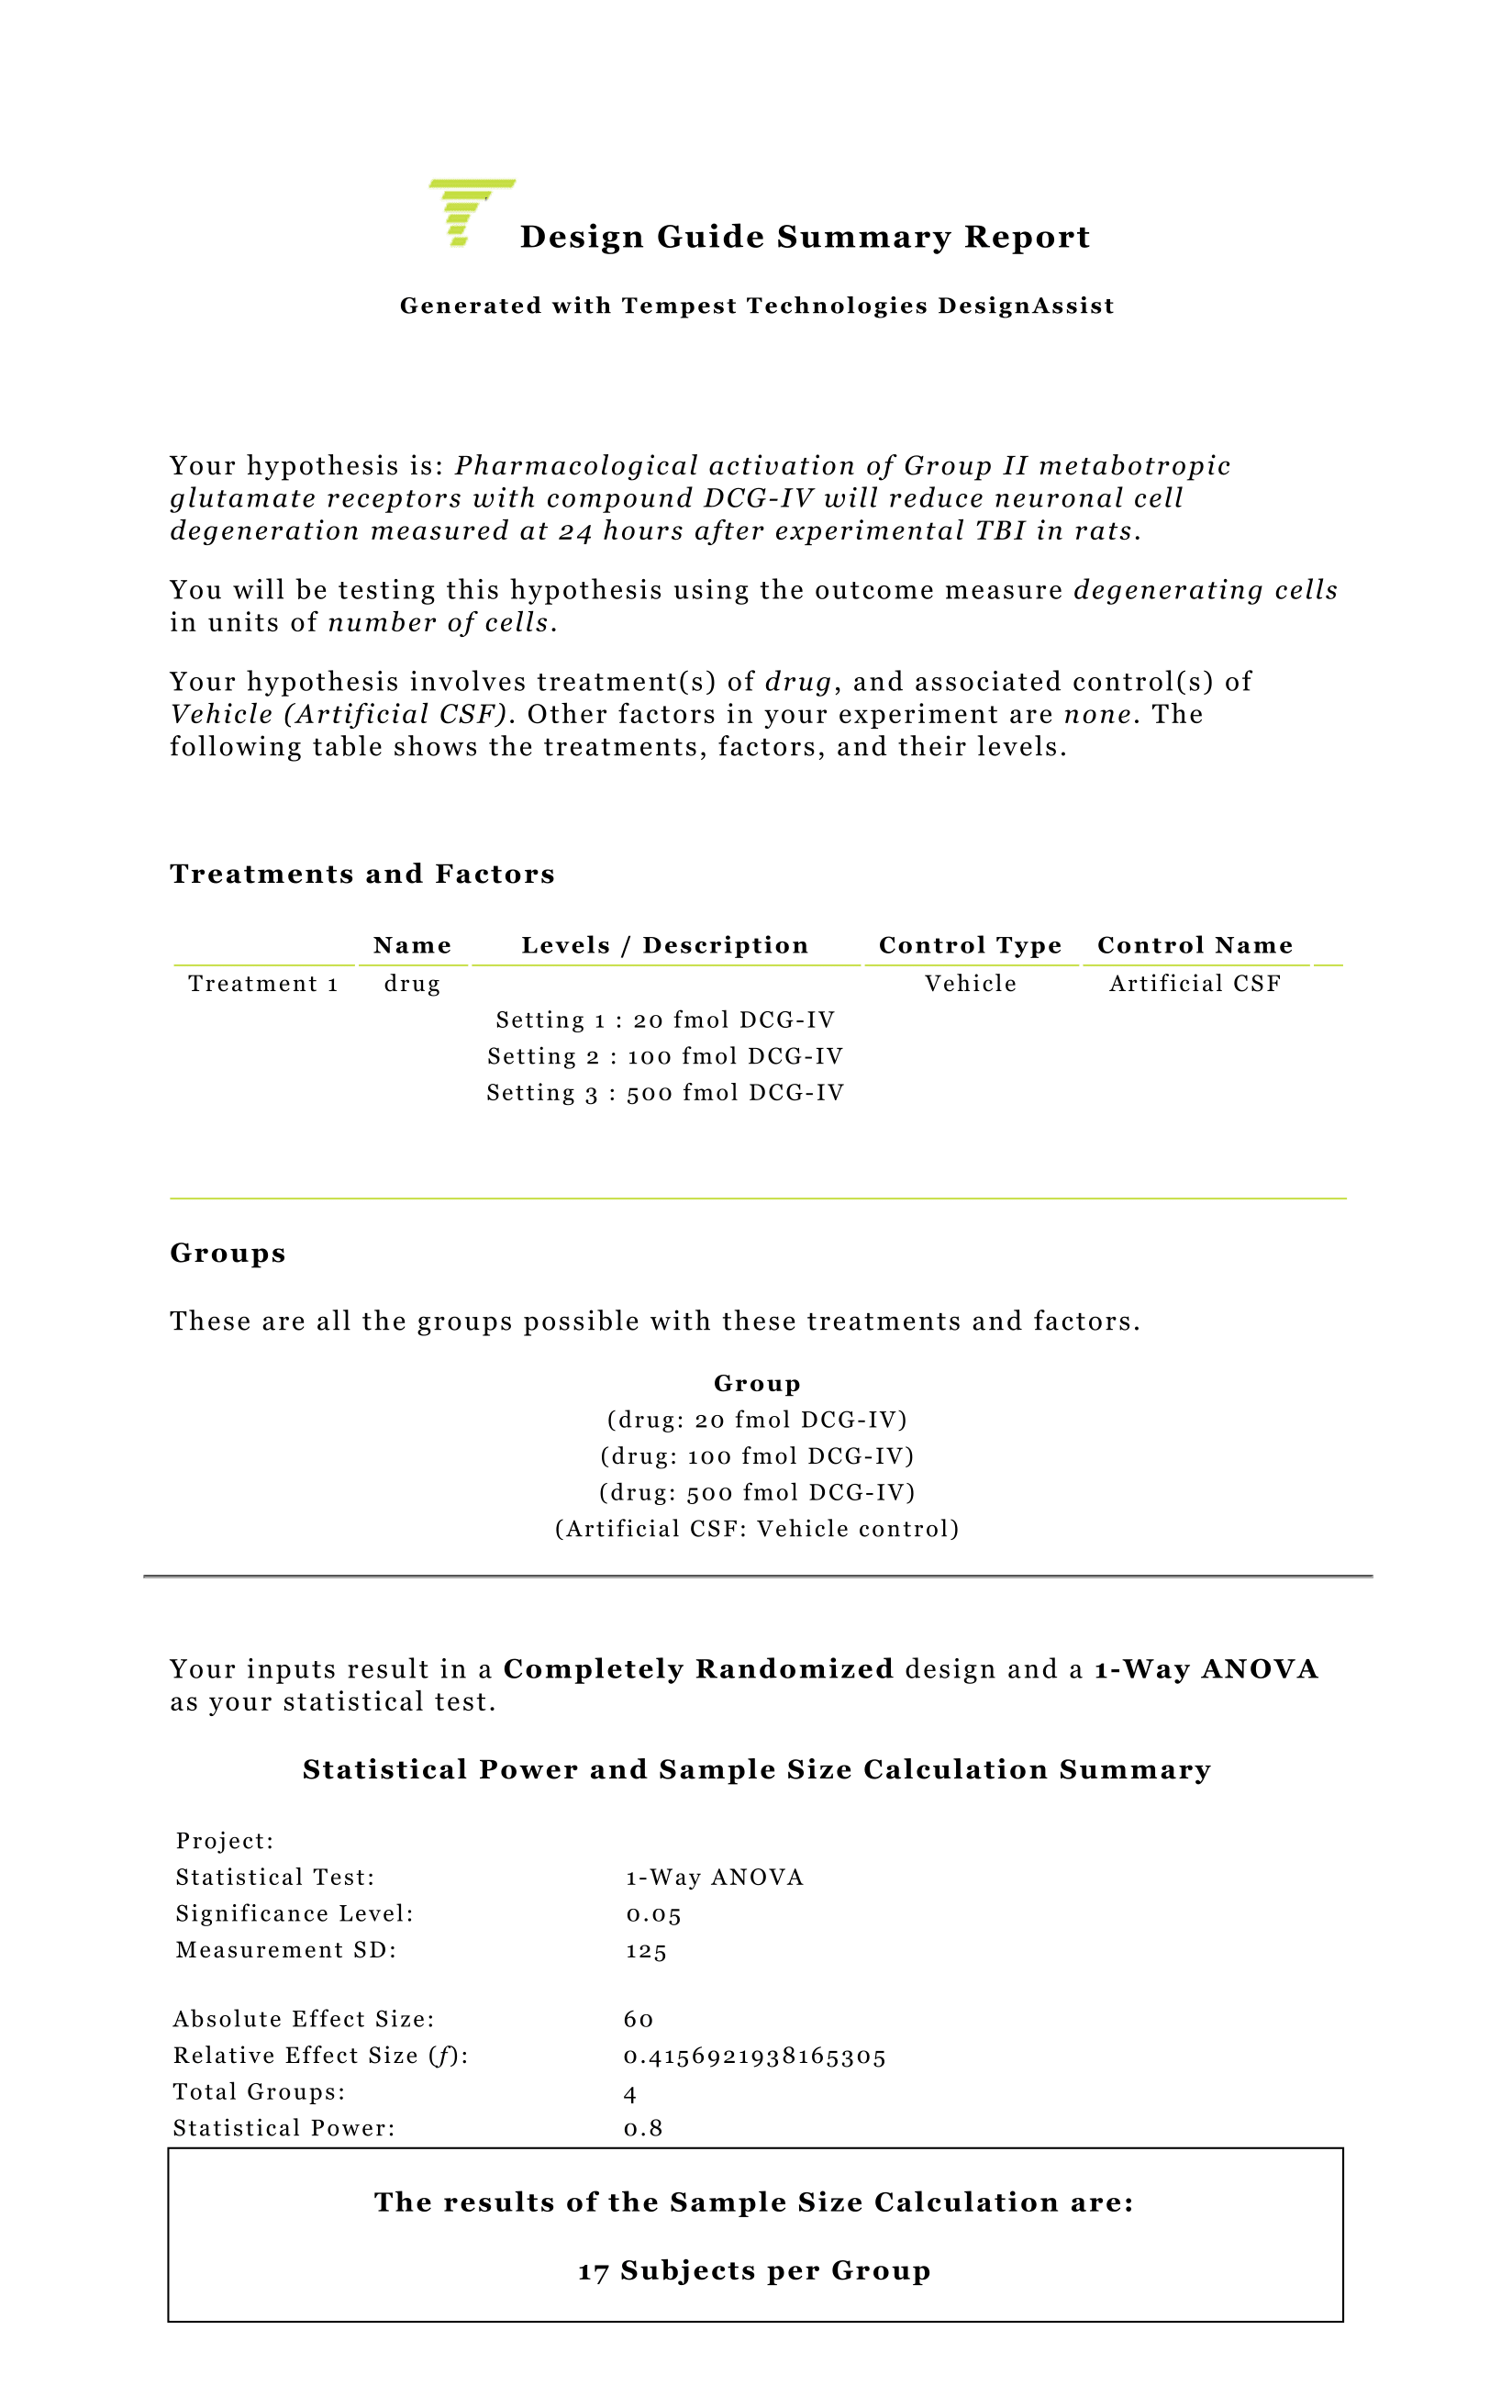 Design Guide Summary Report
Generated with Tempest Technologies DesignAssist
Your hypothesis is: Pharmacological activation of Group II metabotropic
glutamate receptors with compound DCG-IV will reduce neuronal cell
degeneration measured at 24 hours after experimental TBI in rats.
You will be testing this hypothesis using the outcome measure degenerating cells
in units of number of cells.
Your hypothesis involves treatment(s) of drug, and associated control(s) of
Vehicle (Artificial CSF). Other factors in your experiment are none. The
following table shows the treatments, factors, and their levels.
Treatments and Factors
Name Levels / Description Control Type Control Name
Treatment 1 drug Vehicle Artificial CSF
Setting 1 : 20 fmol DCG-IV
Setting 2 : 100 fmol DCG-IV
Setting 3 : 500 fmol DCG-IV
Groups
These are all the groups possible with these treatments and factors.
Group
(drug: 20 fmol DCG-IV)
(drug: 100 fmol DCG-IV)
(drug: 500 fmol DCG-IV)
(Artificial CSF: Vehicle control)
Your inputs result in a Completely Randomized design and a 1-Way ANOVA
as your statistical test.
Statistical Power and Sample Size Calculation Summary
Project:
Statistical Test: 1-Way ANOVA
Significance Level: 0.05
Measurement SD: 125
Absolute Effect Size: 60
Relative Effect Size (f): 0.4156921938165305
Total Groups: 4
Statistical Power: 0.8
The results of the Sample Size Calculation are:
17 Subjects per Group